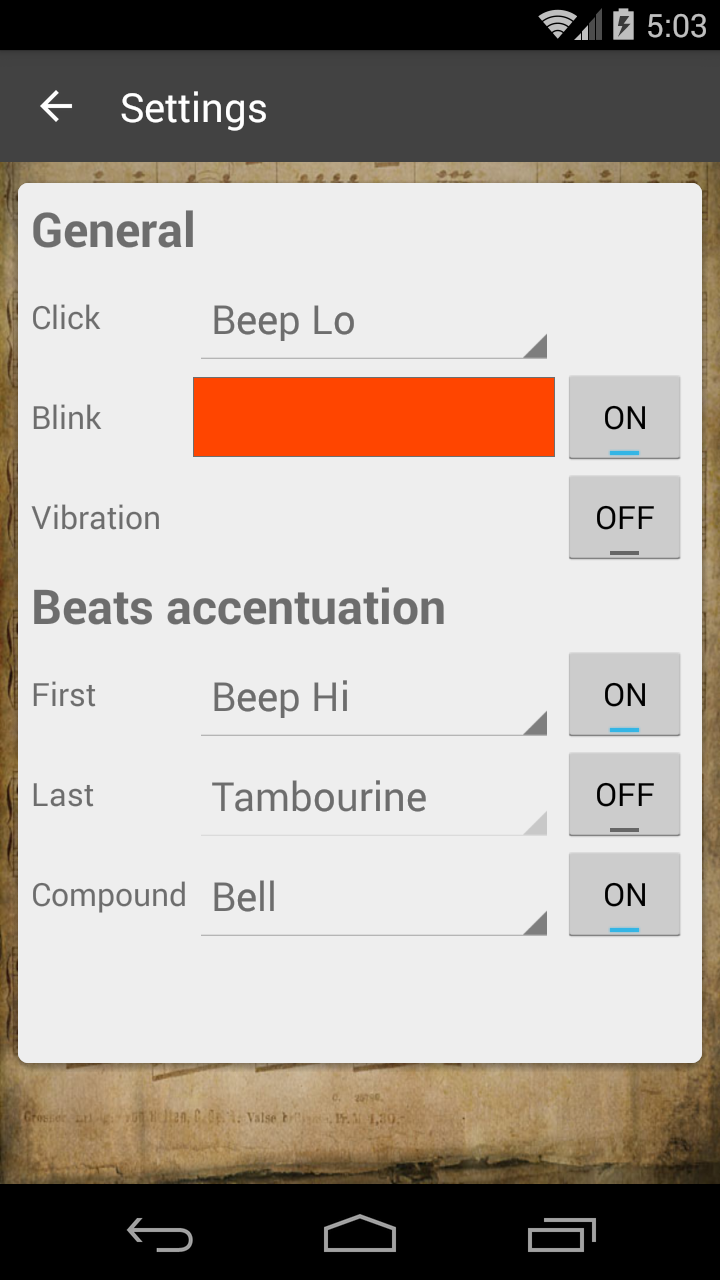 5:03
Settings
General
Click Beep Lo
Blink ON
Vibration OFF
Beats accentuation
First Beep Hi ON
Last Tambourine OFF
Compound Bell ON